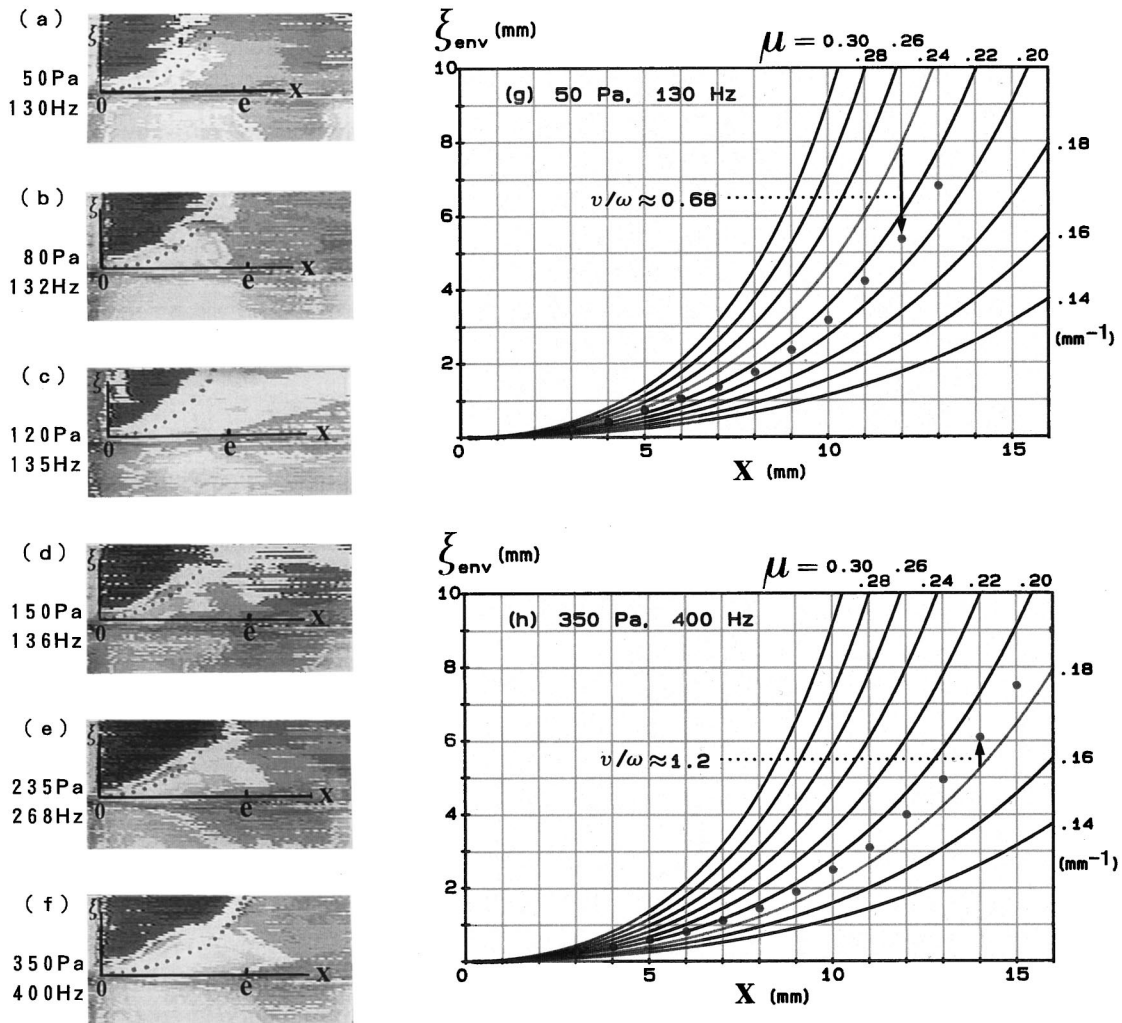 (a)
50Pa
130Hz
ξ
0 e x
(b)
80Pa
132Hz
ξ
0 e x
(c)
120Pa
135Hz
ξ
0 e x
(d)
150Pa
136Hz
ξ
0 e x
(e)
235Pa
268Hz
ξ
0 e x
(f)
350Pa
400Hz
ξ
0 e x
ξenv (mm)
μ = 0.30 .28 .26 .24 .22 .20
(g) 50 Pa, 130 Hz
10
8
6
4
2
.18
.16
.14
(mm⁻¹)
υ/ω≈0.68
0 5 10 15
X (mm)
ξenv (mm)
μ = 0.30 .28 .26 .24 .22 .20
(h) 350 Pa, 400 Hz
10
8
6
4
2
.18
.16
.14
(mm⁻¹)
υ/ω≈1.2
0 5 10 15
X (mm)